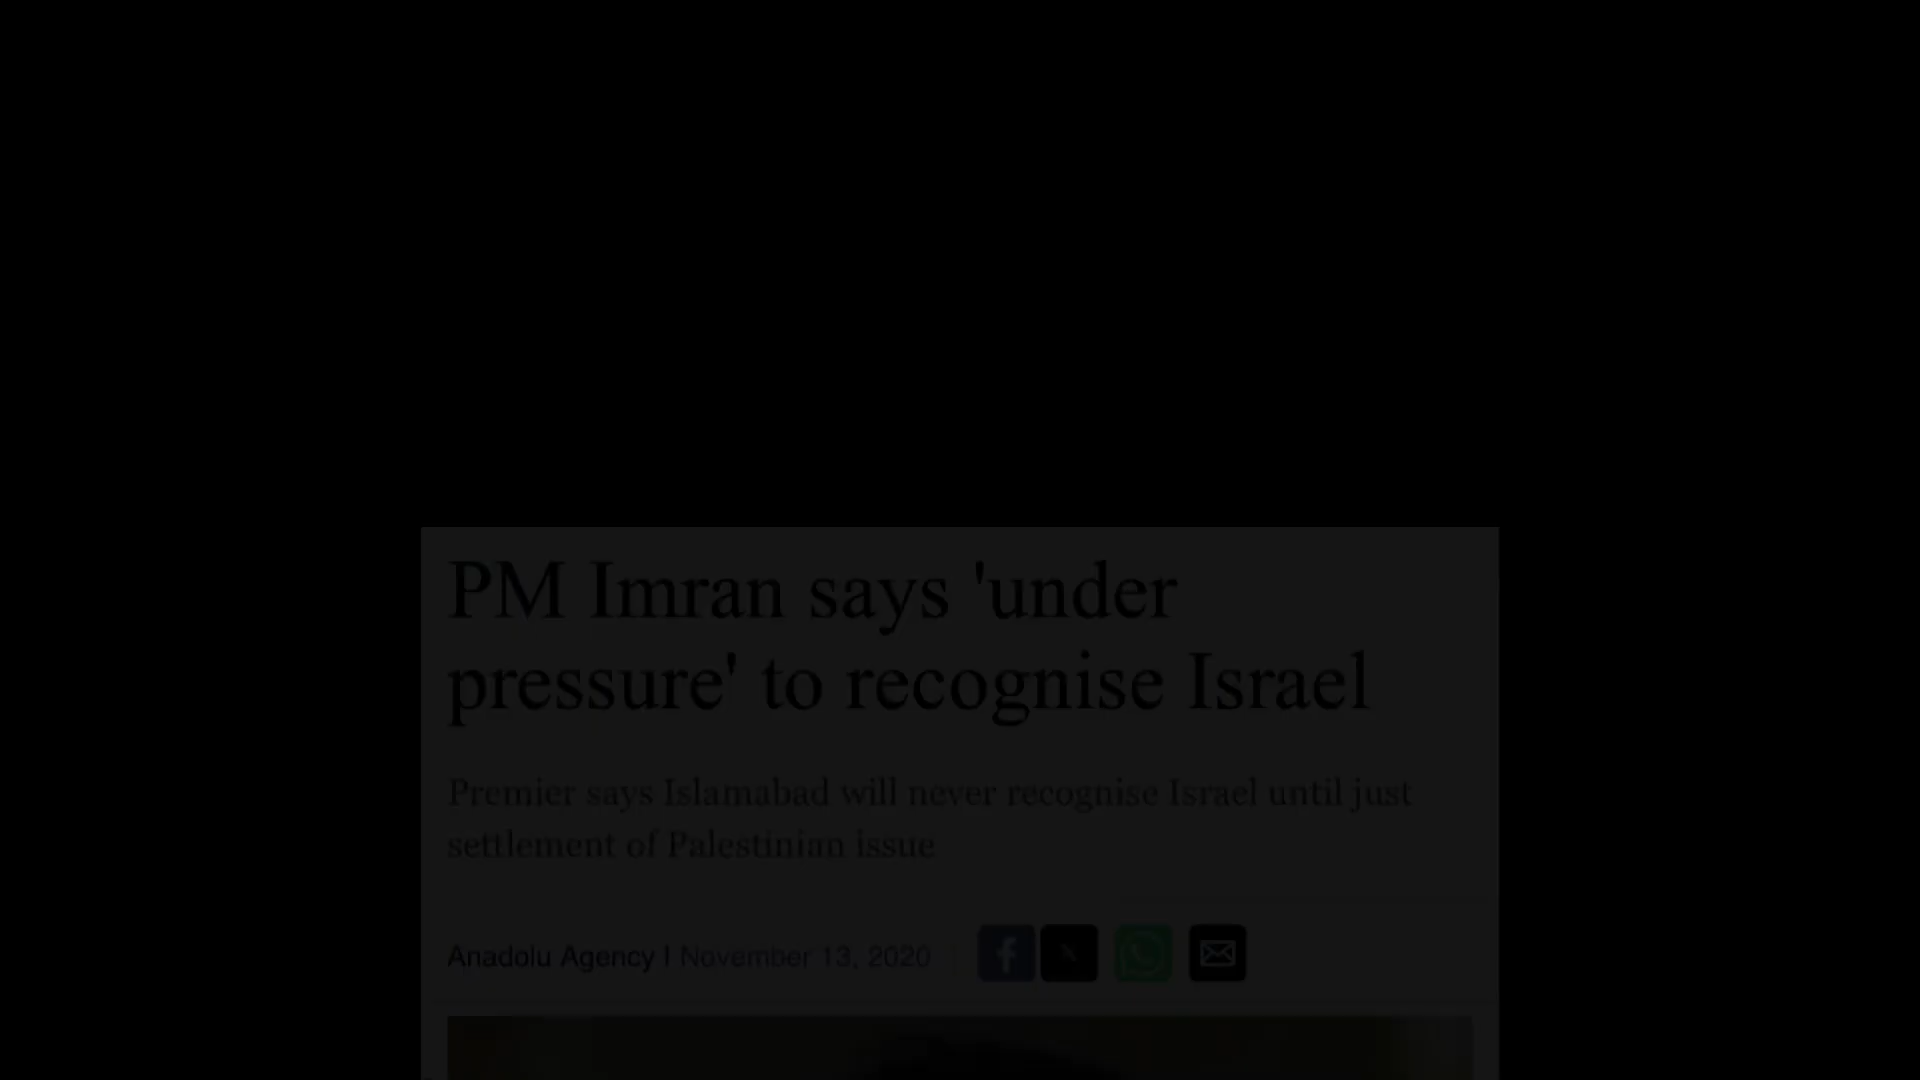 PM Imran says 'under
pressure' to recognise Israel
Premier says Islamabad will never recognise Israel until just
settlement of Palestinian issue
Anadolu Agency | November 13, 2020